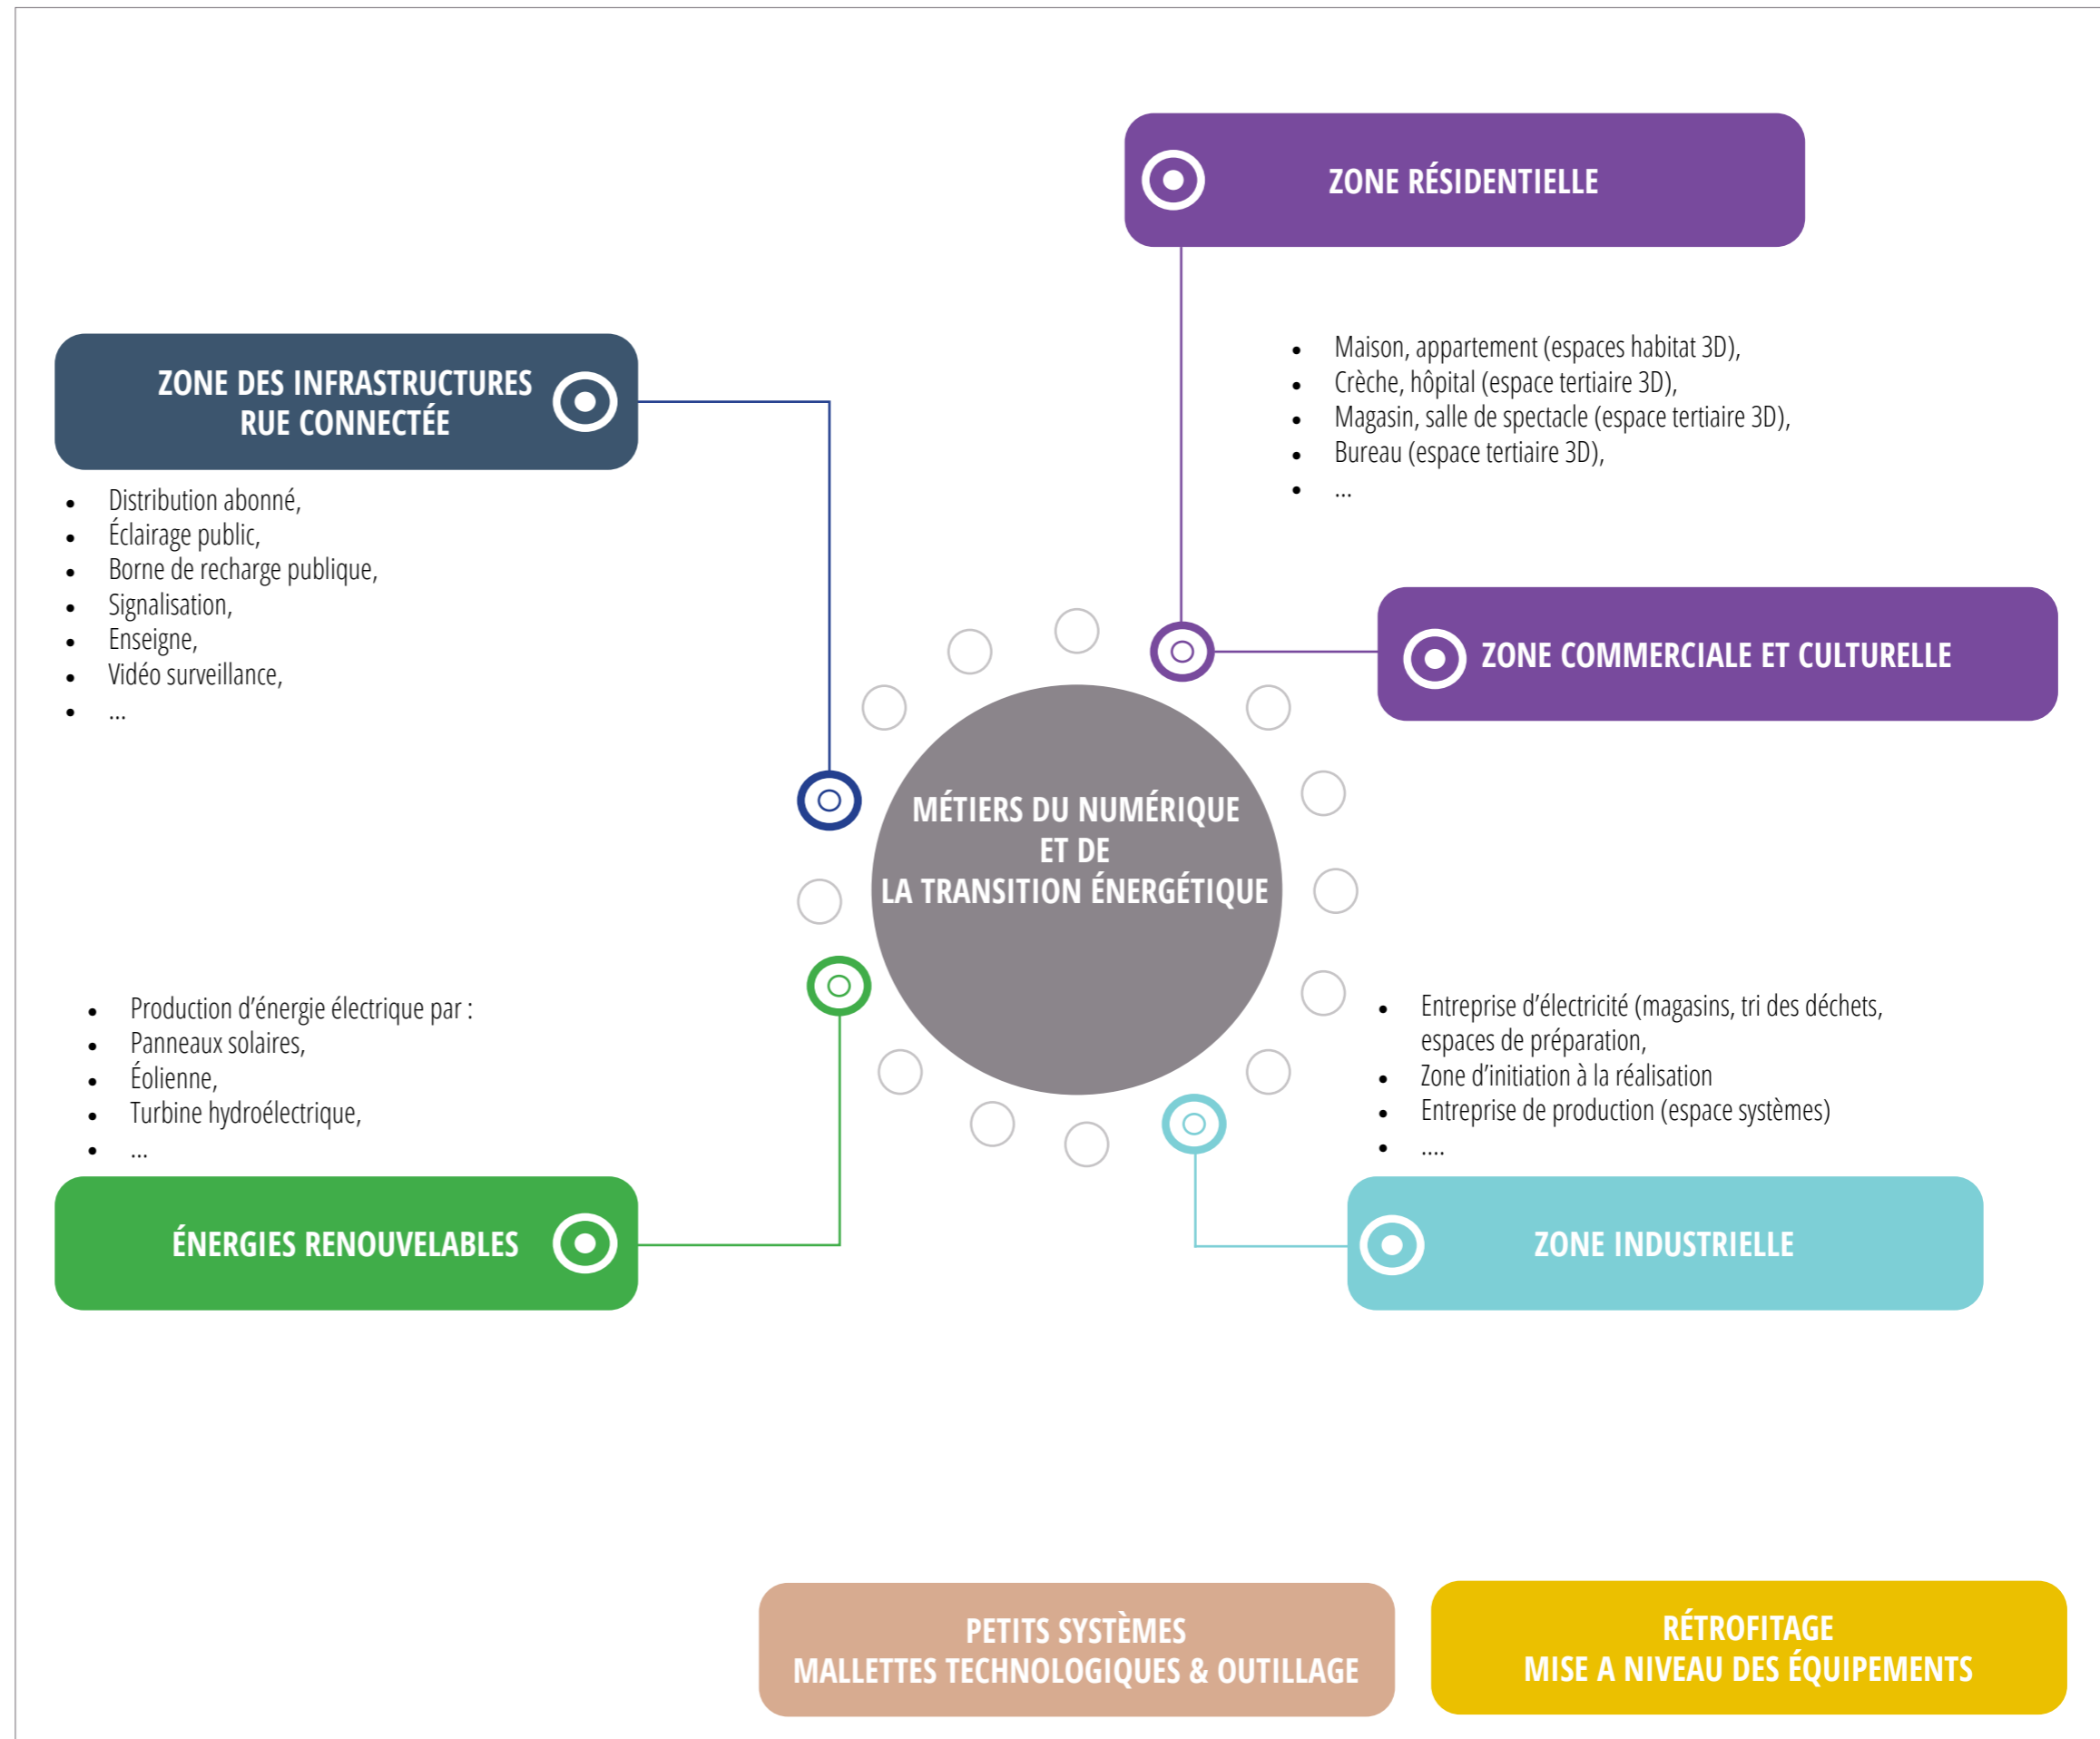 ZONE RÉSIDENTIELLE
• Maison, appartement (espaces habitat 3D),
• Crèche, hôpital (espace tertiaire 3D),
• Magasin, salle de spectacle (espace tertiaire 3D),
• Bureau (espace tertiaire 3D),
• ...
ZONE DES INFRASTRUCTURES
RUE CONNECTÉE
• Distribution abonné,
• Éclairage public,
• Borne de recharge publique,
• Signalisation,
• Enseigne,
• Vidéo surveillance,
• ...
ZONE COMMERCIALE ET CULTURELLE
MÉTIERS DU NUMÉRIQUE
ET DE
LA TRANSITION ÉNERGÉTIQUE
• Production d’énergie électrique par :
• Panneaux solaires,
• Éolienne,
• Turbine hydroélectrique,
• ...
ÉNERGIES RENOUVELABLES
• Entreprise d’électricité (magasins, tri des déchets,
espaces de préparation,
• Zone d’initiation à la réalisation
• Entreprise de production (espace systèmes)
• ....
ZONE INDUSTRIELLE
PETITS SYSTÈMES
MALLETTES TECHNOLOGIQUES & OUTILLAGE
RÉTROFITAGE
MISE A NIVEAU DES ÉQUIPEMENTS